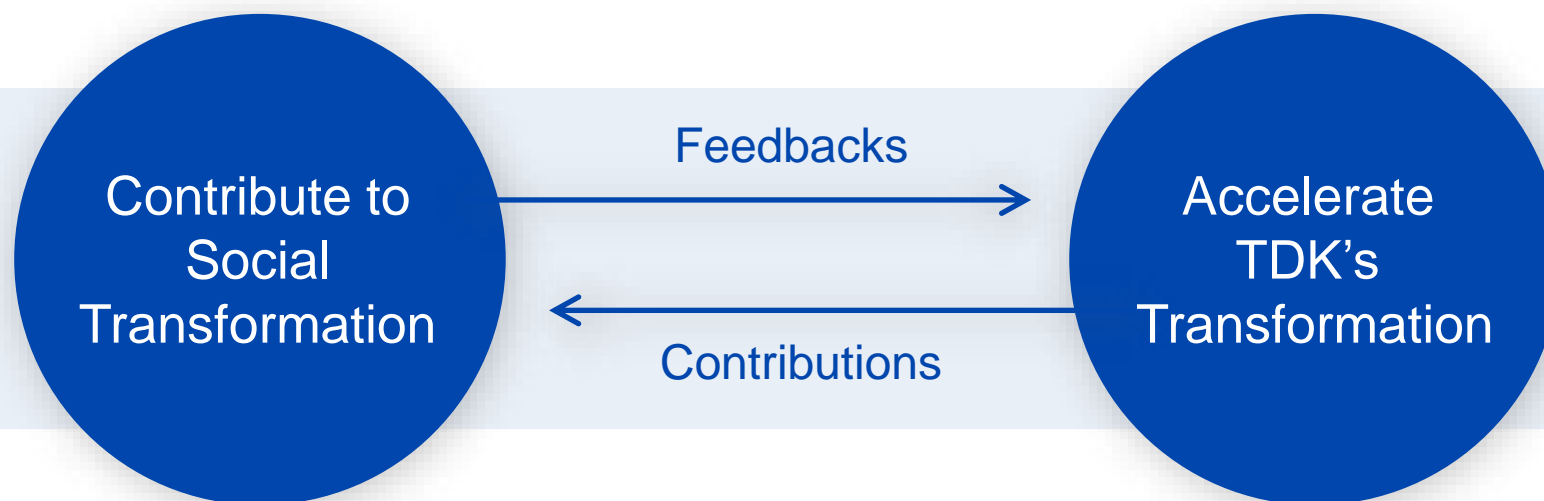 Contribute to
Social
Transformation
Feedbacks
Contributions
Accelerate
TDK's
Transformation